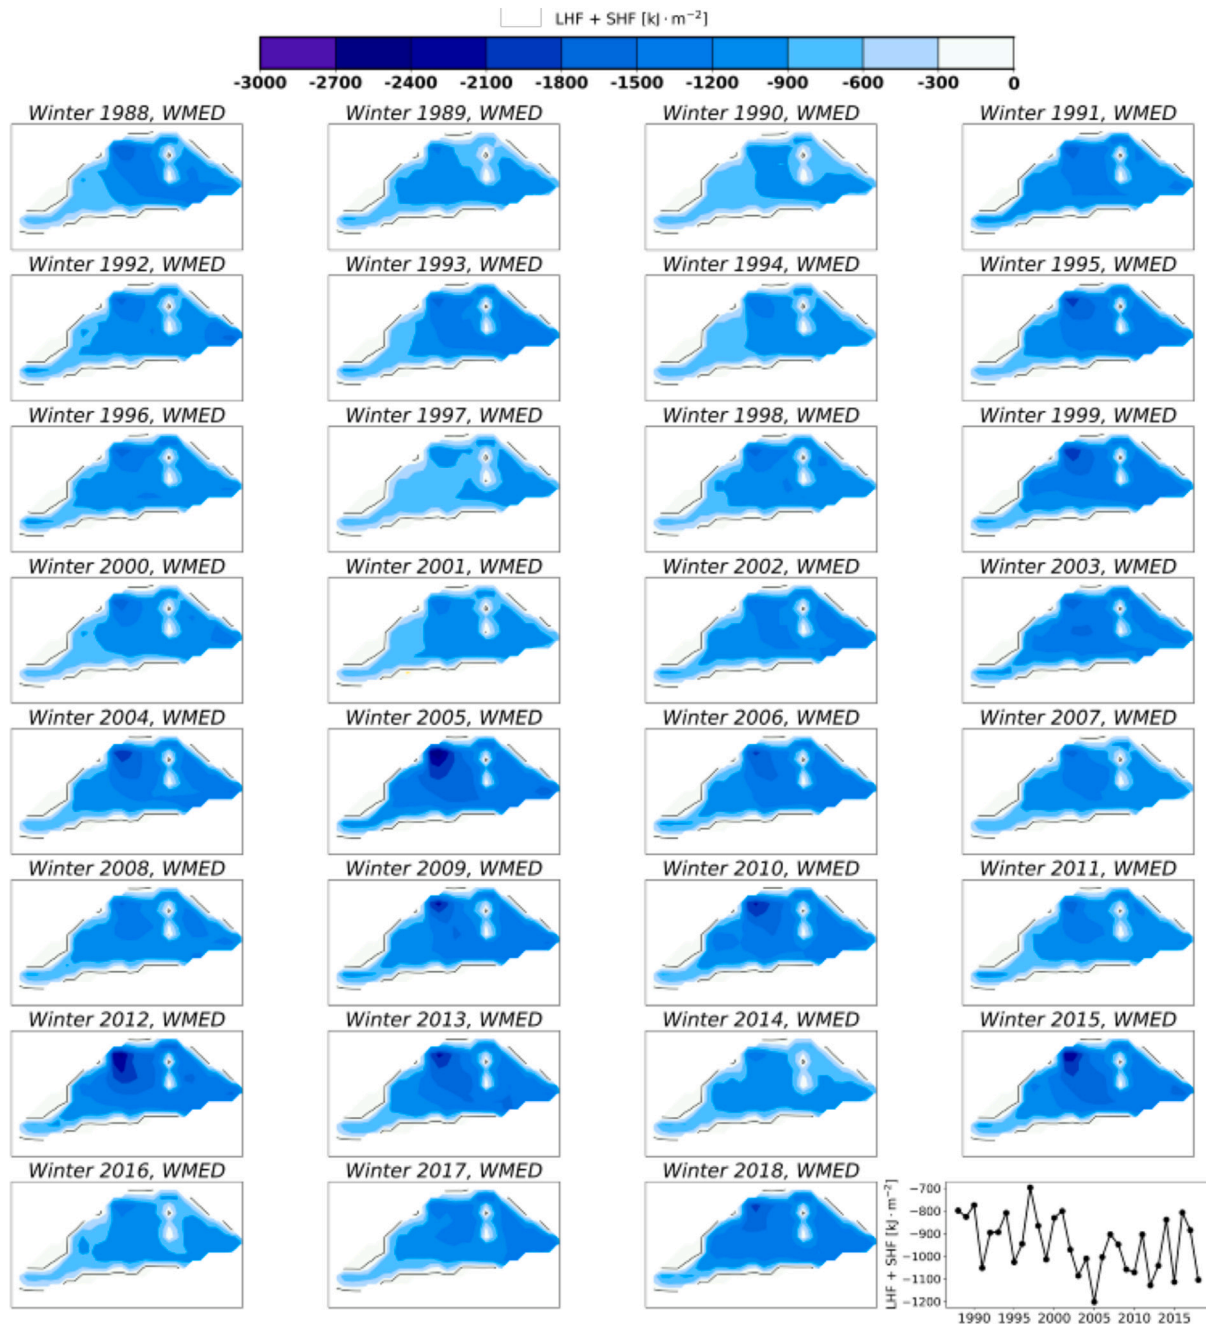 LHF + SHF [kJ · m⁻²]
-3000 -2700 -2400 -2100 -1800 -1500 -1200 -900 -600 -300 0
Winter 1988, WMED Winter 1989, WMED Winter 1990, WMED Winter 1991, WMED
Winter 1992, WMED Winter 1993, WMED Winter 1994, WMED Winter 1995, WMED
Winter 1996, WMED Winter 1997, WMED Winter 1998, WMED Winter 1999, WMED
Winter 2000, WMED Winter 2001, WMED Winter 2002, WMED Winter 2003, WMED
Winter 2004, WMED Winter 2005, WMED Winter 2006, WMED Winter 2007, WMED
Winter 2008, WMED Winter 2009, WMED Winter 2010, WMED Winter 2011, WMED
Winter 2012, WMED Winter 2013, WMED Winter 2014, WMED Winter 2015, WMED
Winter 2016, WMED Winter 2017, WMED Winter 2018, WMED
LHF + SHF [kJ · m⁻²]
−700
−800
−900
−1000
−1100
−1200
1990 1995 2000 2005 2010 2015